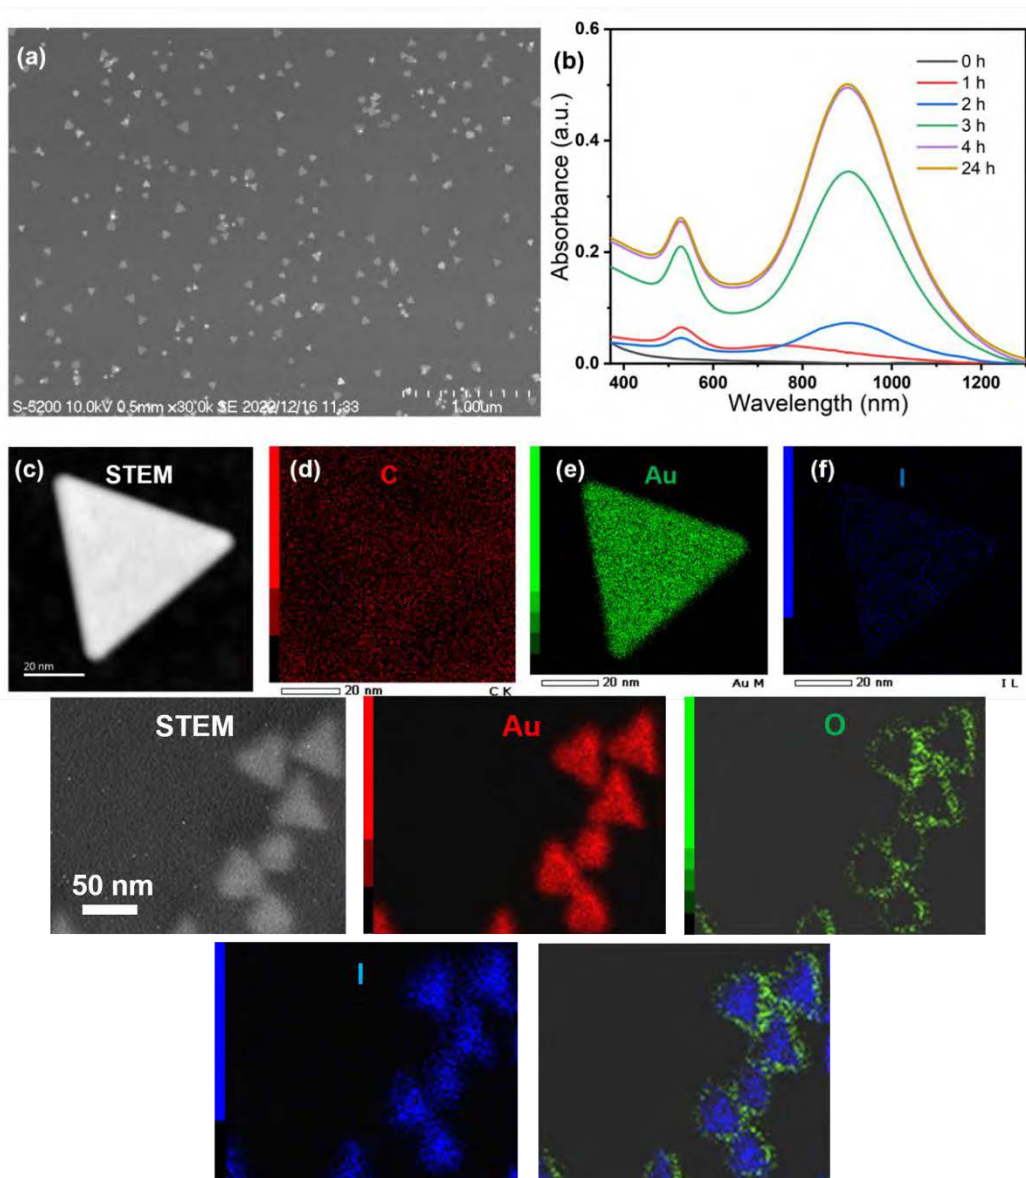 (a)
S-5200 10.0kV 0.5mm x30.0k SE 2022/12/16 11:33
1.00um
(b)
0.6
0.4
0.2
0.0
Absorbance (a.u.)
0 h
1 h
2 h
3 h
4 h
24 h
400 600 800 1000 1200
Wavelength (nm)
(c) STEM
20 nm
(d) C
20 nm C K
(e) Au
20 nm Au M
(f) I
20 nm I L
STEM
50 nm
Au
O
I